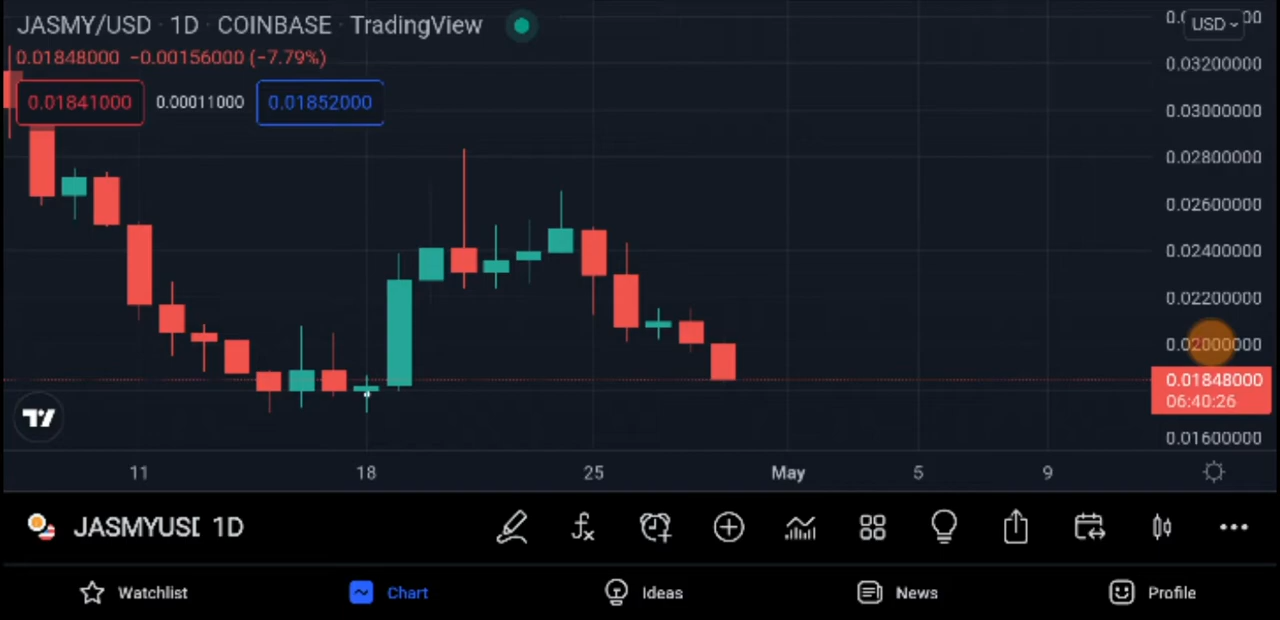 JASMY/USD · 1D · COINBASE · TradingView
USD
0.01848000 −0.00156000 (−7.79%)
0.01841000 0.00011000 0.01852000
0.03200000
0.03000000
0.02800000
0.02600000
0.02400000
0.02200000
0.02000000
0.01848000
06:40:26
0.01600000
11 18 25 May 5 9
JASMYUSD 1D
Watchlist Chart Ideas News Profile